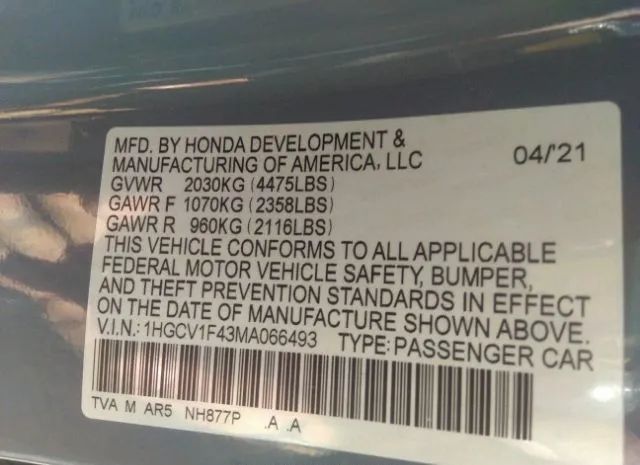 MFD. BY HONDA DEVELOPMENT &
MANUFACTURING OF AMERICA, LLC 04/'21
GVWR 2030KG (4475LBS)
GAWR F 1070KG (2358LBS)
GAWR R 960KG (2116LBS)
THIS VEHICLE CONFORMS TO ALL APPLICABLE
FEDERAL MOTOR VEHICLE SAFETY, BUMPER,
AND THEFT PREVENTION STANDARDS IN EFFECT
ON THE DATE OF MANUFACTURE SHOWN ABOVE.
V.I.N.: 1HGCV1F43MA066493 TYPE: PASSENGER CAR
TVA M AR5 NH877P .A .A